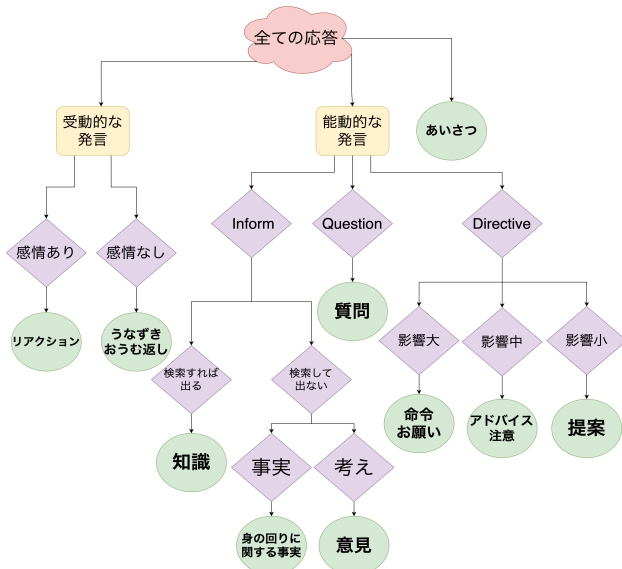 全ての応答
受動的な
発言
能動的な
発言
あいさつ
感情あり
感情なし
Inform
Question
Directive
リアクション
うなずき
おうむ返し
質問
影響大
影響中
影響小
検索すれば
出る
検索して
出ない
命令
お願い
アドバイス
注意
提案
知識
事実
考え
身の回りに
関する事実
意見